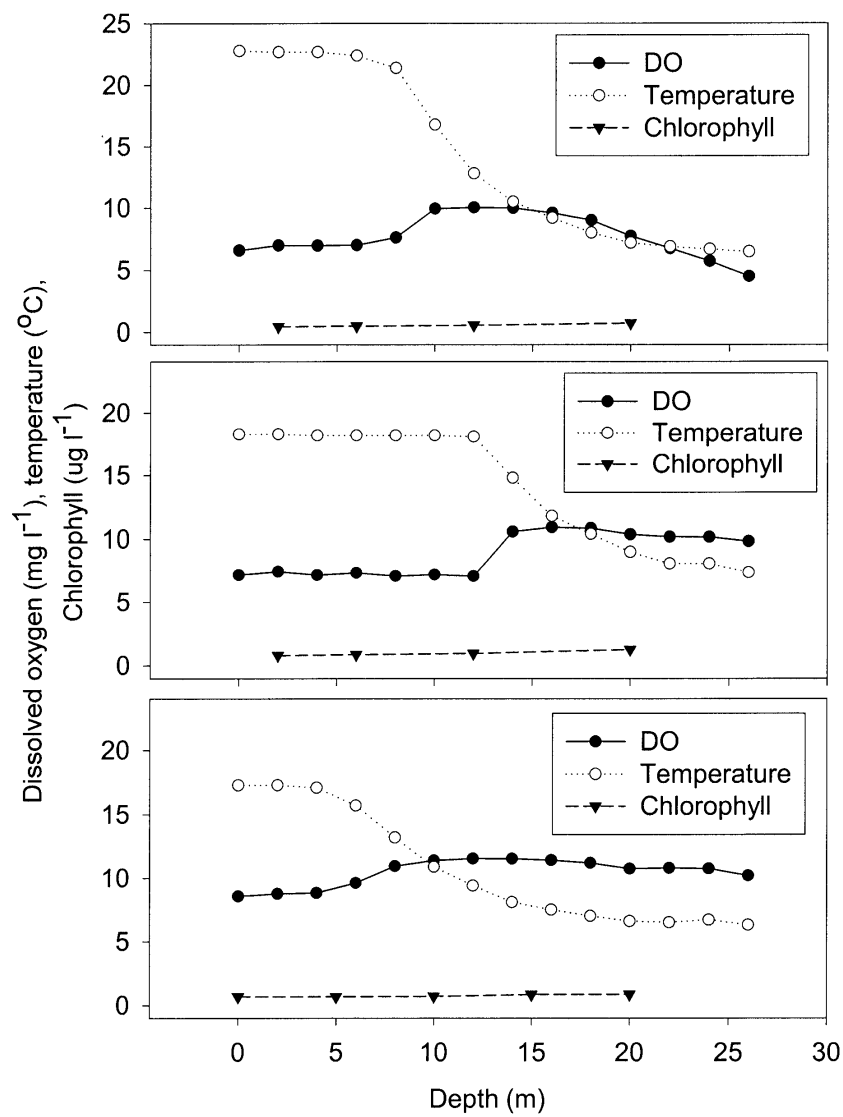 25
20
15
10
5
0
DO
Temperature
Chlorophyll
20
15
10
5
0
DO
Temperature
Chlorophyll
20
15
10
5
0
DO
Temperature
Chlorophyll
0 5 10 15 20 25 30
Depth (m)
Dissolved oxygen (mg l⁻¹), temperature (ºC),
Chlorophyll (ug l⁻¹)